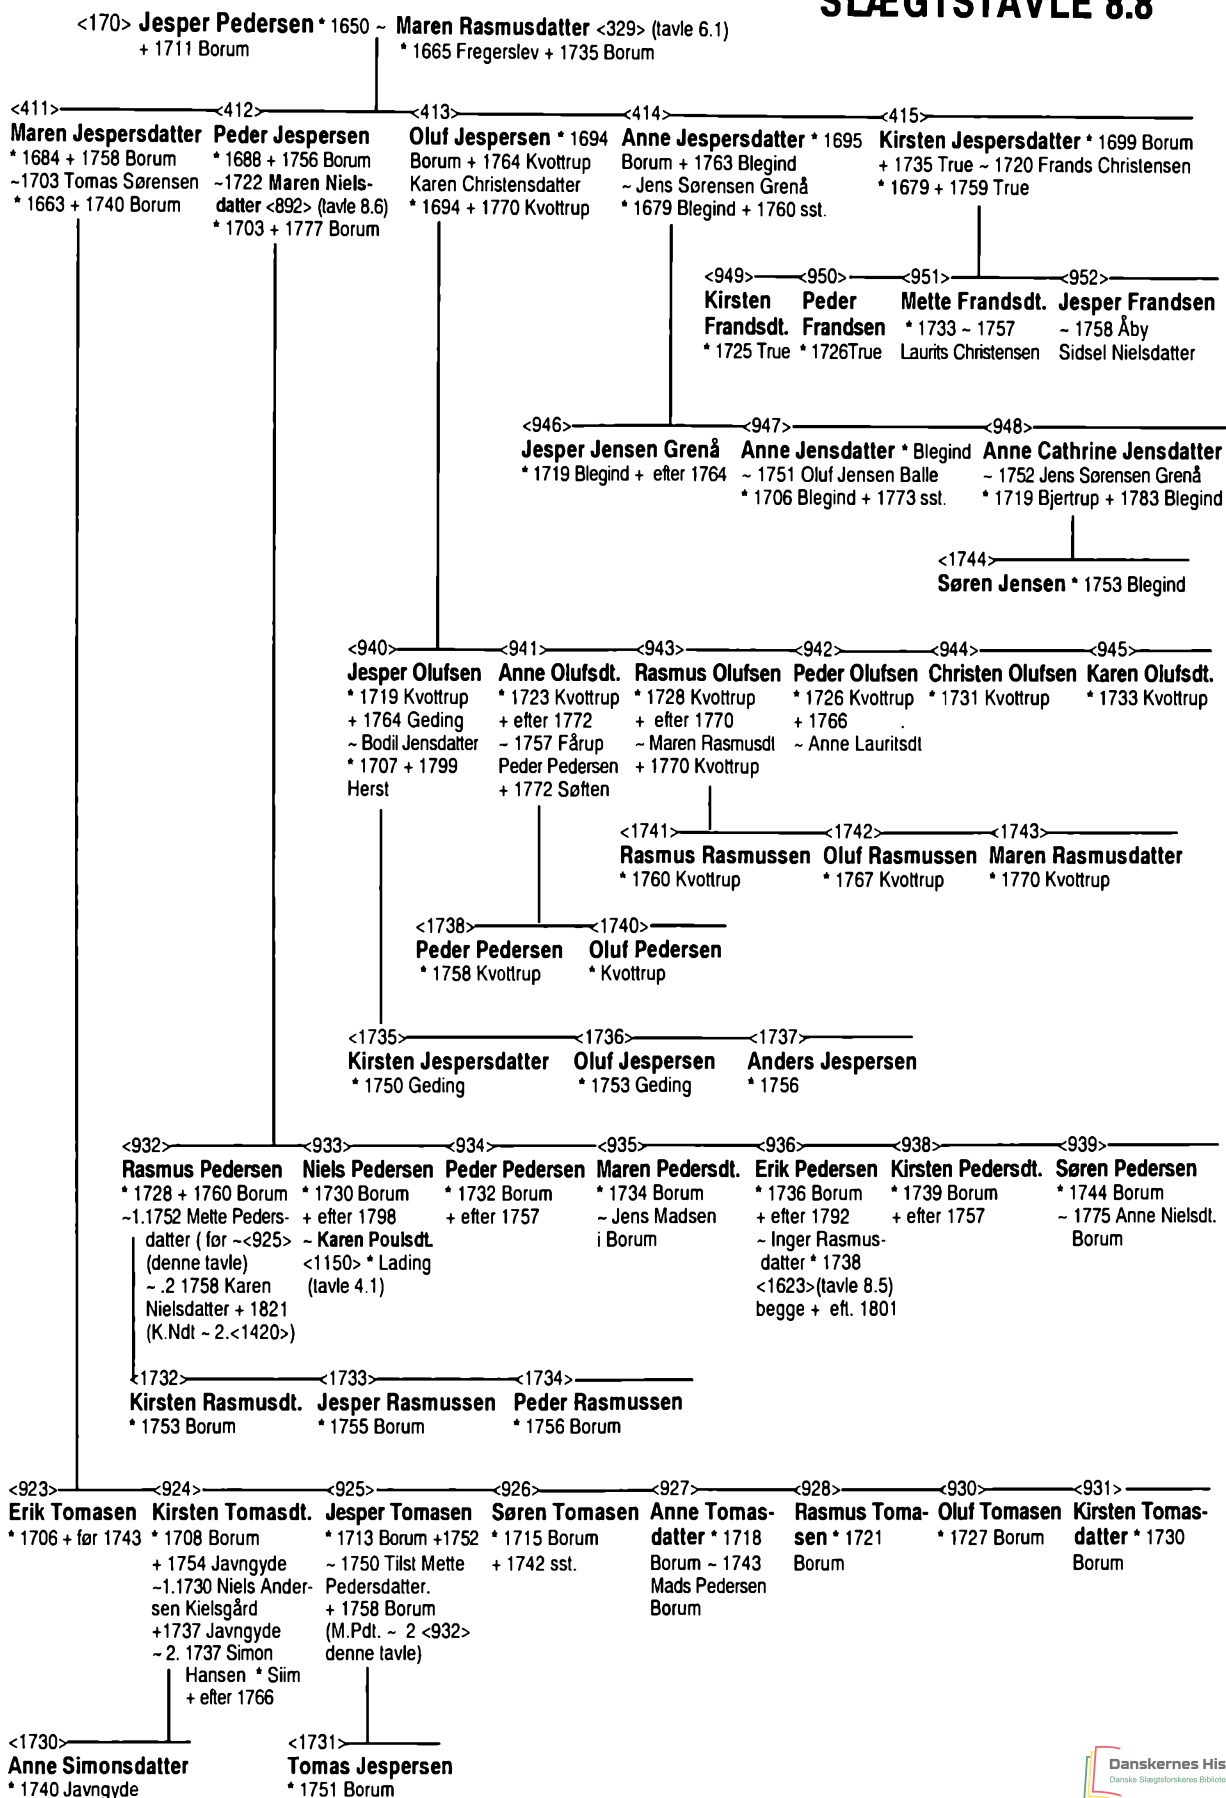 SLÆGTSTAVLE 8.8
<170> Jesper Pedersen * 1650 ~ Maren Rasmusdatter <329> (tavle 6.1)
+ 1711 Borum
* 1665 Fregerslev + 1735 Borum
<411>
Maren Jespersdatter
* 1684 + 1758 Borum
~1703 Tomas Sørensen
* 1663 + 1740 Borum
<412>
Peder Jespersen
* 1688 + 1756 Borum
~1722 Maren Niels-
datter <892> (tavle 8.6)
* 1703 + 1777 Borum
<413>
Oluf Jespersen * 1694
Borum + 1764 Kvottrup
Karen Christensdatter
* 1694 + 1770 Kvottrup
<414>
Anne Jespersdatter * 1695
Borum + 1763 Blegind
~ Jens Sørensen Grenå
* 1679 Blegind + 1760 sst.
<415>
Kirsten Jespersdatter * 1699 Borum
+ 1735 True ~ 1720 Frands Christensen
* 1679 + 1759 True
<949>
Kirsten
Frandsdt.
* 1725 True
<950>
Peder
Frandsen
* 1726True
<951>
Mette Frandsdt.
* 1733 ~ 1757
Laurits Christensen
<952>
Jesper Frandsen
~ 1758 Åby
Sidsel Nielsdatter
<946>
Jesper Jensen Grenå
* 1719 Blegind + efter 1764
<947>
Anne Jensdatter * Blegind
~ 1751 Oluf Jensen Balle
* 1706 Blegind + 1773 sst.
<948>
Anne Cathrine Jensdatter
~ 1752 Jens Sørensen Grenå
* 1719 Bjertrup + 1783 Blegind
<1744>
Søren Jensen * 1753 Blegind
<940>
Jesper Olufsen
* 1719 Kvottrup
+ 1764 Geding
~ Bodil Jensdatter
* 1707 + 1799
Herst
<941>
Anne Olufsdt.
* 1723 Kvottrup
+ efter 1772
~ 1757 Fårup
Peder Pedersen
+ 1772 Søften
<943>
Rasmus Olufsen
* 1728 Kvottrup
+ efter 1770
~ Maren Rasmusdt
+ 1770 Kvottrup
<942>
Peder Olufsen
* 1726 Kvottrup
+ 1766
~ Anne Lauritsdt
<944>
Christen Olufsen
* 1731 Kvottrup
<945>
Karen Olufsdt.
* 1733 Kvottrup
<1741>
Rasmus Rasmussen
* 1760 Kvottrup
<1742>
Oluf Rasmussen
* 1767 Kvottrup
<1743>
Maren Rasmusdatter
* 1770 Kvottrup
<1738>
Peder Pedersen
* 1758 Kvottrup
<1740>
Oluf Pedersen
* Kvottrup
<1735>
Kirsten Jespersdatter
* 1750 Geding
<1736>
Oluf Jespersen
* 1753 Geding
<1737>
Anders Jespersen
* 1756
<932>
Rasmus Pedersen
* 1728 + 1760 Borum
~1.1752 Mette Peders-
datter ( før ~<925>
(denne tavle)
~ .2 1758 Karen
Nielsdatter + 1821
(K.Ndt ~ 2.<1420>)
<933>
Niels Pedersen
* 1730 Borum
+ efter 1798
~ Karen Poulsdt.
<1150> * Lading
(tavle 4.1)
<934>
Peder Pedersen
* 1732 Borum
+ efter 1757
<935>
Maren Pedersdt.
* 1734 Borum
~ Jens Madsen
i Borum
<936>
Erik Pedersen
* 1736 Borum
+ efter 1792
~ Inger Rasmus-
datter * 1738
<1623>(tavle 8.5)
begge + eft. 1801
<938>
Kirsten Pedersdt.
* 1739 Borum
+ efter 1757
<939>
Søren Pedersen
* 1744 Borum
~ 1775 Anne Nielsdt.
Borum
<1732>
Kirsten Rasmusdt.
* 1753 Borum
<1733>
Jesper Rasmussen
* 1755 Borum
<1734>
Peder Rasmussen
* 1756 Borum
<923>
Erik Tomasen
* 1706 + før 1743
<924>
Kirsten Tomasdt.
* 1708 Borum
+ 1754 Javngyde
~1.1730 Niels Ander-
sen Kielsgård
+1737 Javngyde
~ 2. 1737 Simon
Hansen * Siim
+ efter 1766
<925>
Jesper Tomasen
* 1713 Borum +1752
~ 1750 Tilst Mette
Pedersdatter.
+ 1758 Borum
(M.Pdt. ~ 2 <932>
denne tavle)
<926>
Søren Tomasen
* 1715 Borum
+ 1742 sst.
<927>
Anne Tomas-
datter * 1718
Borum ~ 1743
Mads Pedersen
Borum
<928>
Rasmus Toma-
sen * 1721
Borum
<930>
Oluf Tomasen
* 1727 Borum
<931>
Kirsten Tomas-
datter * 1730
Borum
<1730>
Anne Simonsdatter
* 1740 Javngyde
<1731>
Tomas Jespersen
* 1751 Borum
Danskernes His
Danske Slægtsforskeres Bibliote